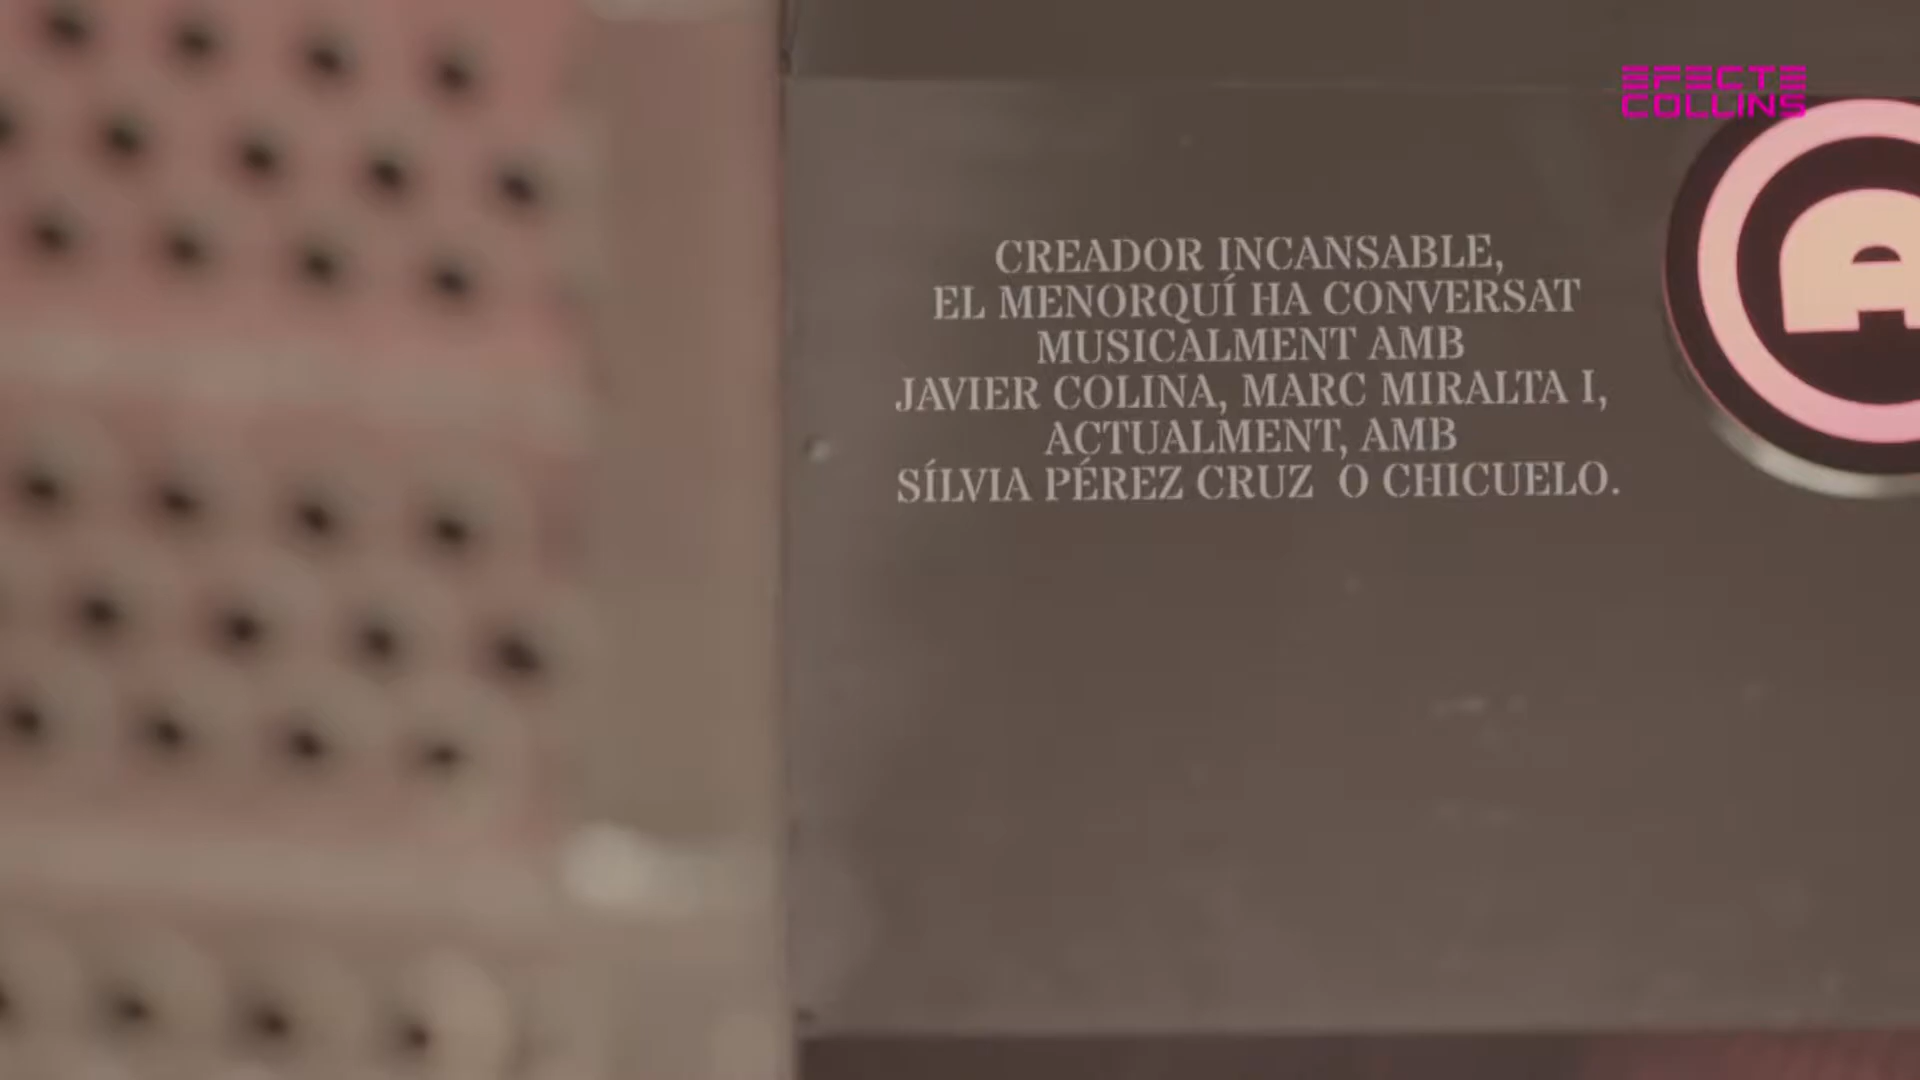 EFECTE
COLLINS
A
CREADOR INCANSABLE,
EL MENORQUÍ HA CONVERSAT
MUSICALMENT AMB
JAVIER COLINA, MARC MIRALTA I,
ACTUALMENT, AMB
SÍLVIA PÉREZ CRUZ O CHICUELO.